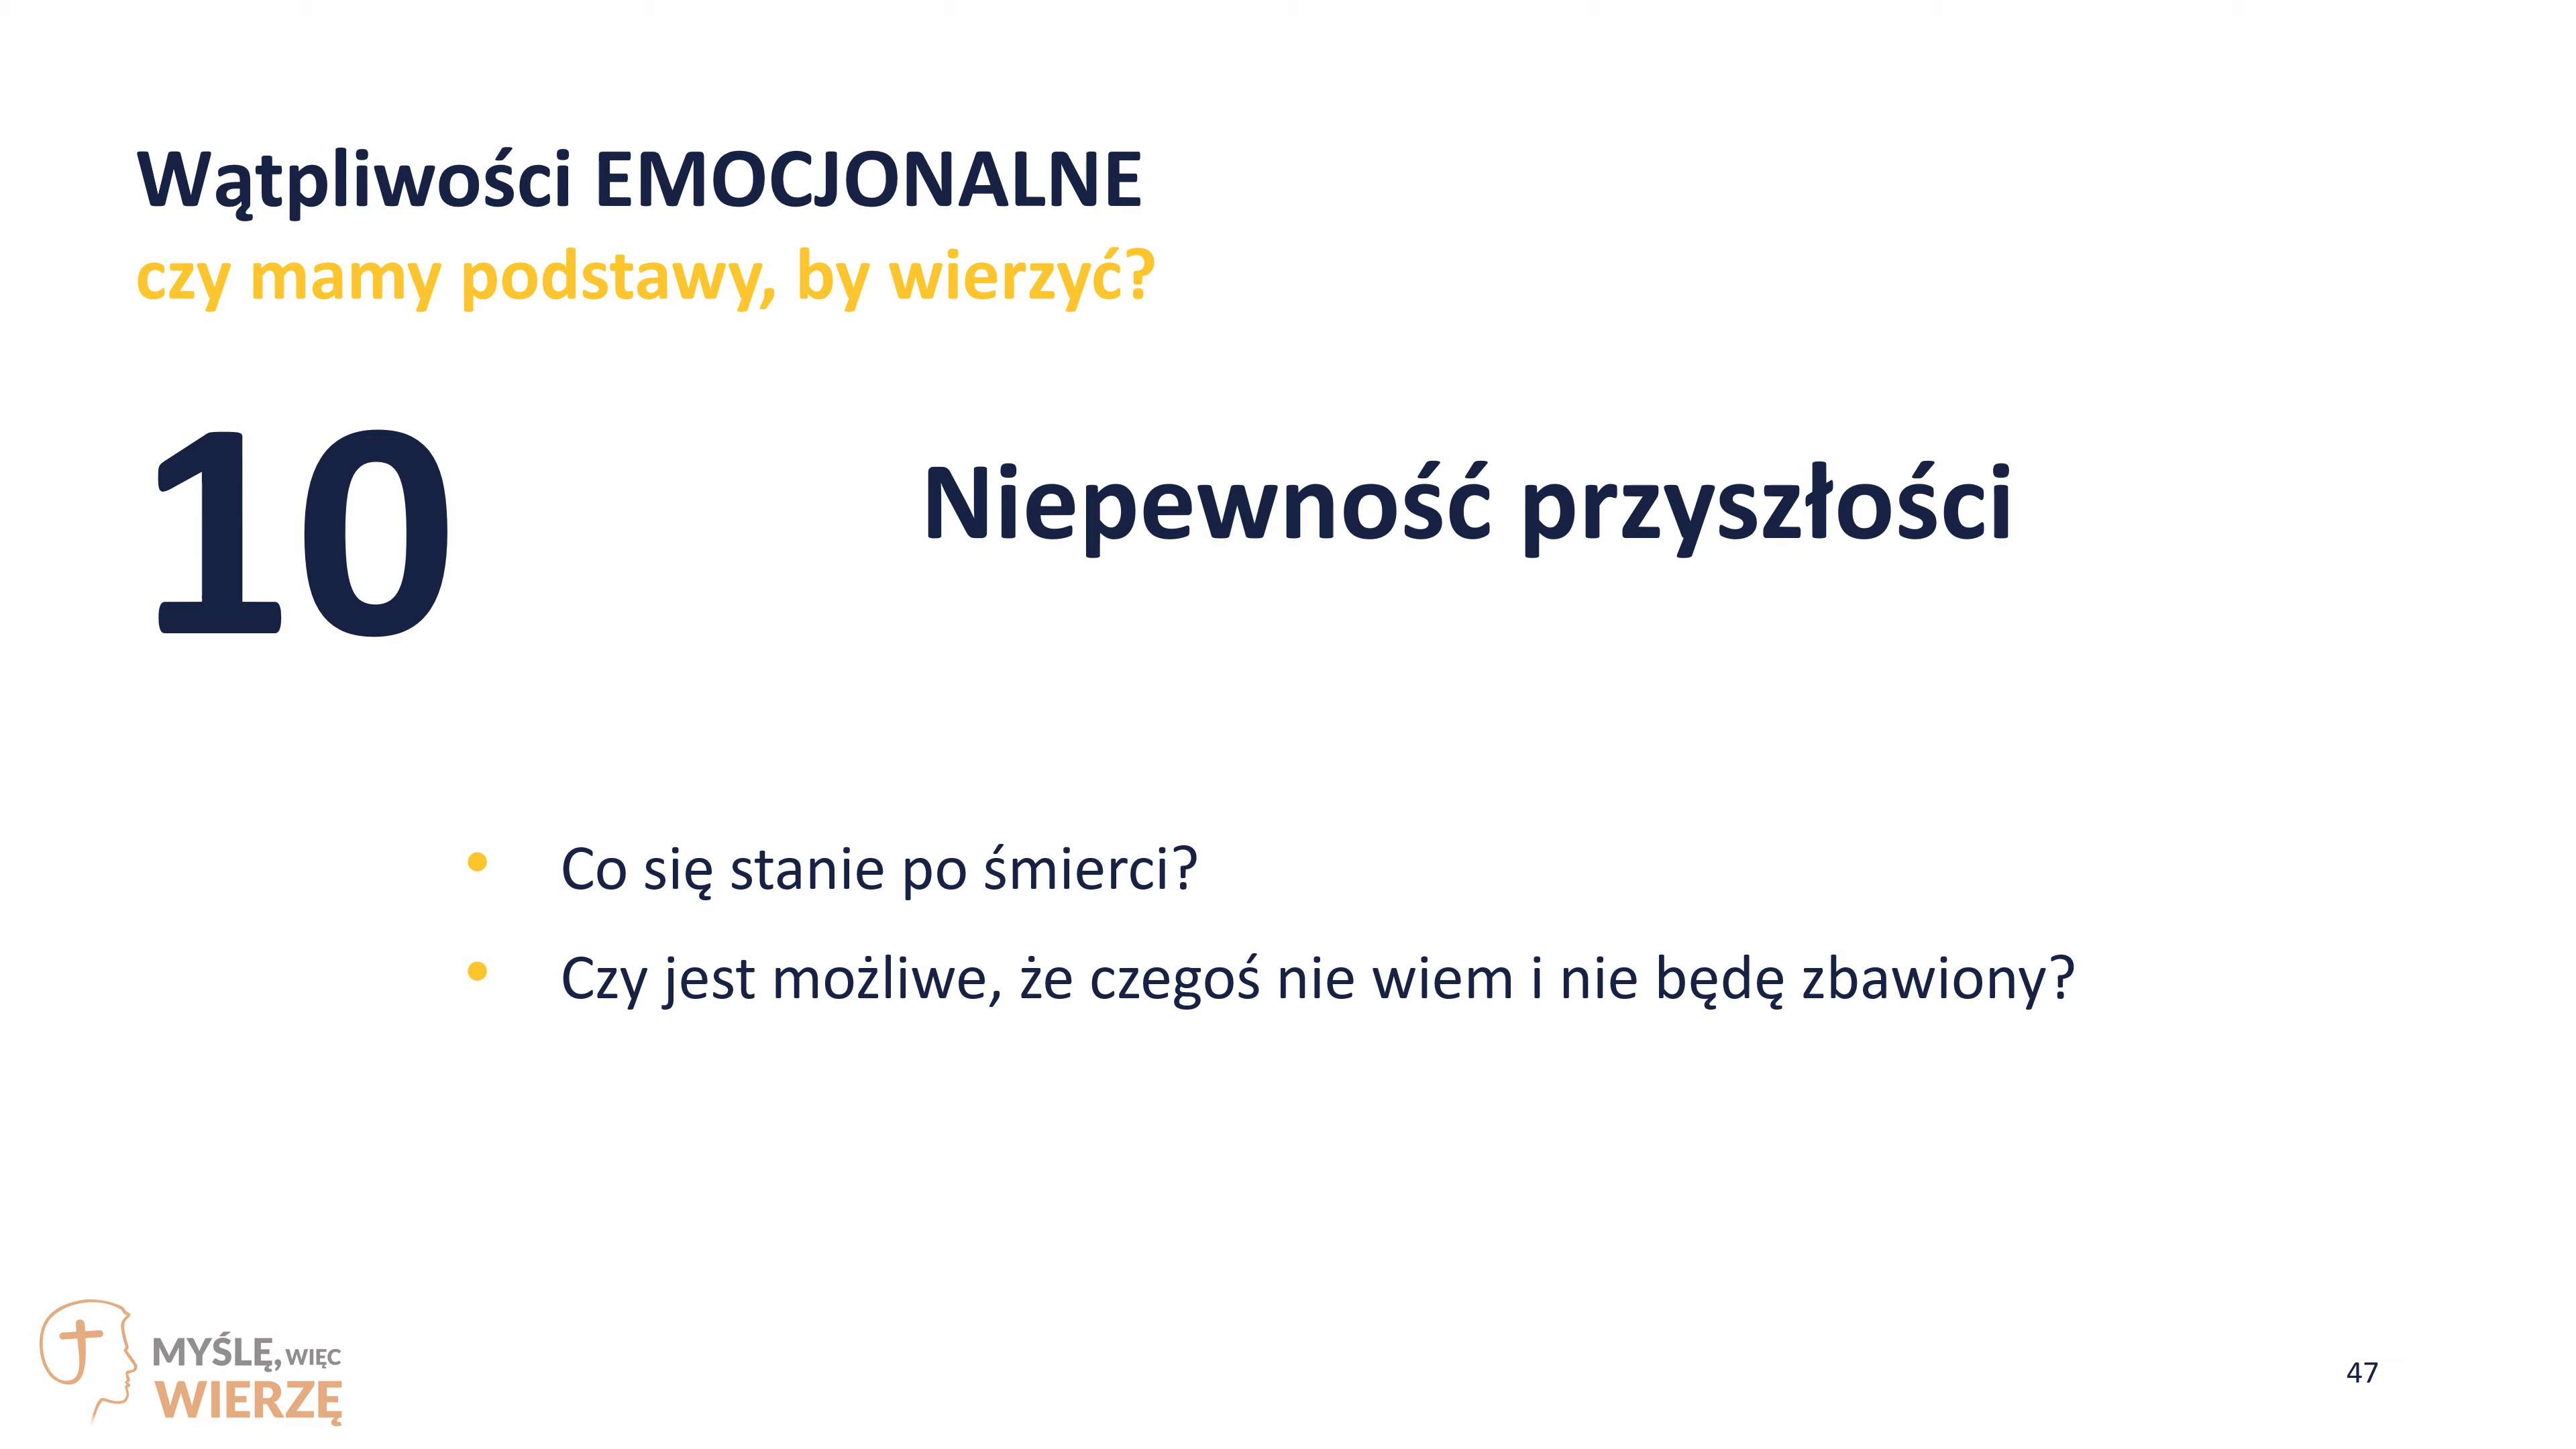 Wątpliwości EMOCJONALNE
czy mamy podstawy, by wierzyć?
10
Niepewność przyszłości
• Co się stanie po śmierci?
• Czy jest możliwe, że czegoś nie wiem i nie będę zbawiony?
MYŚLĘ, WIĘC
WIERZĘ
47